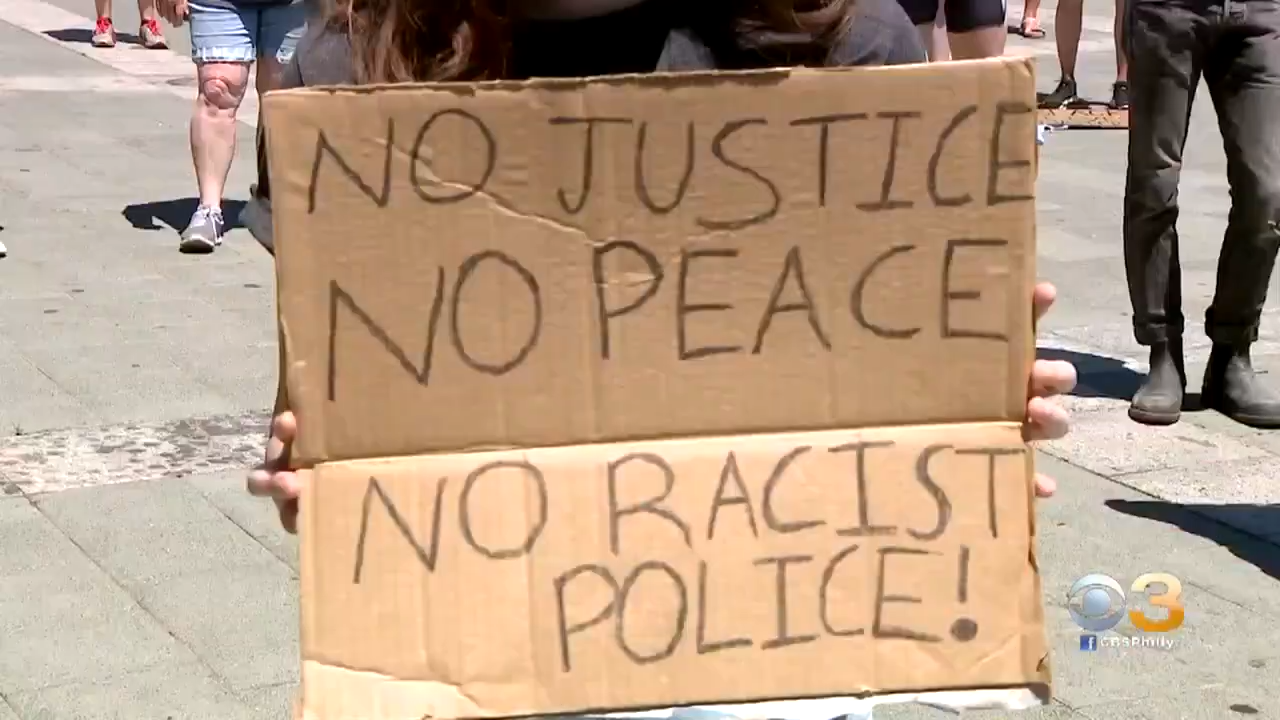 NO JUSTICE
NO PEACE
NO RACIST
POLICE!
3
f CBSPhilly